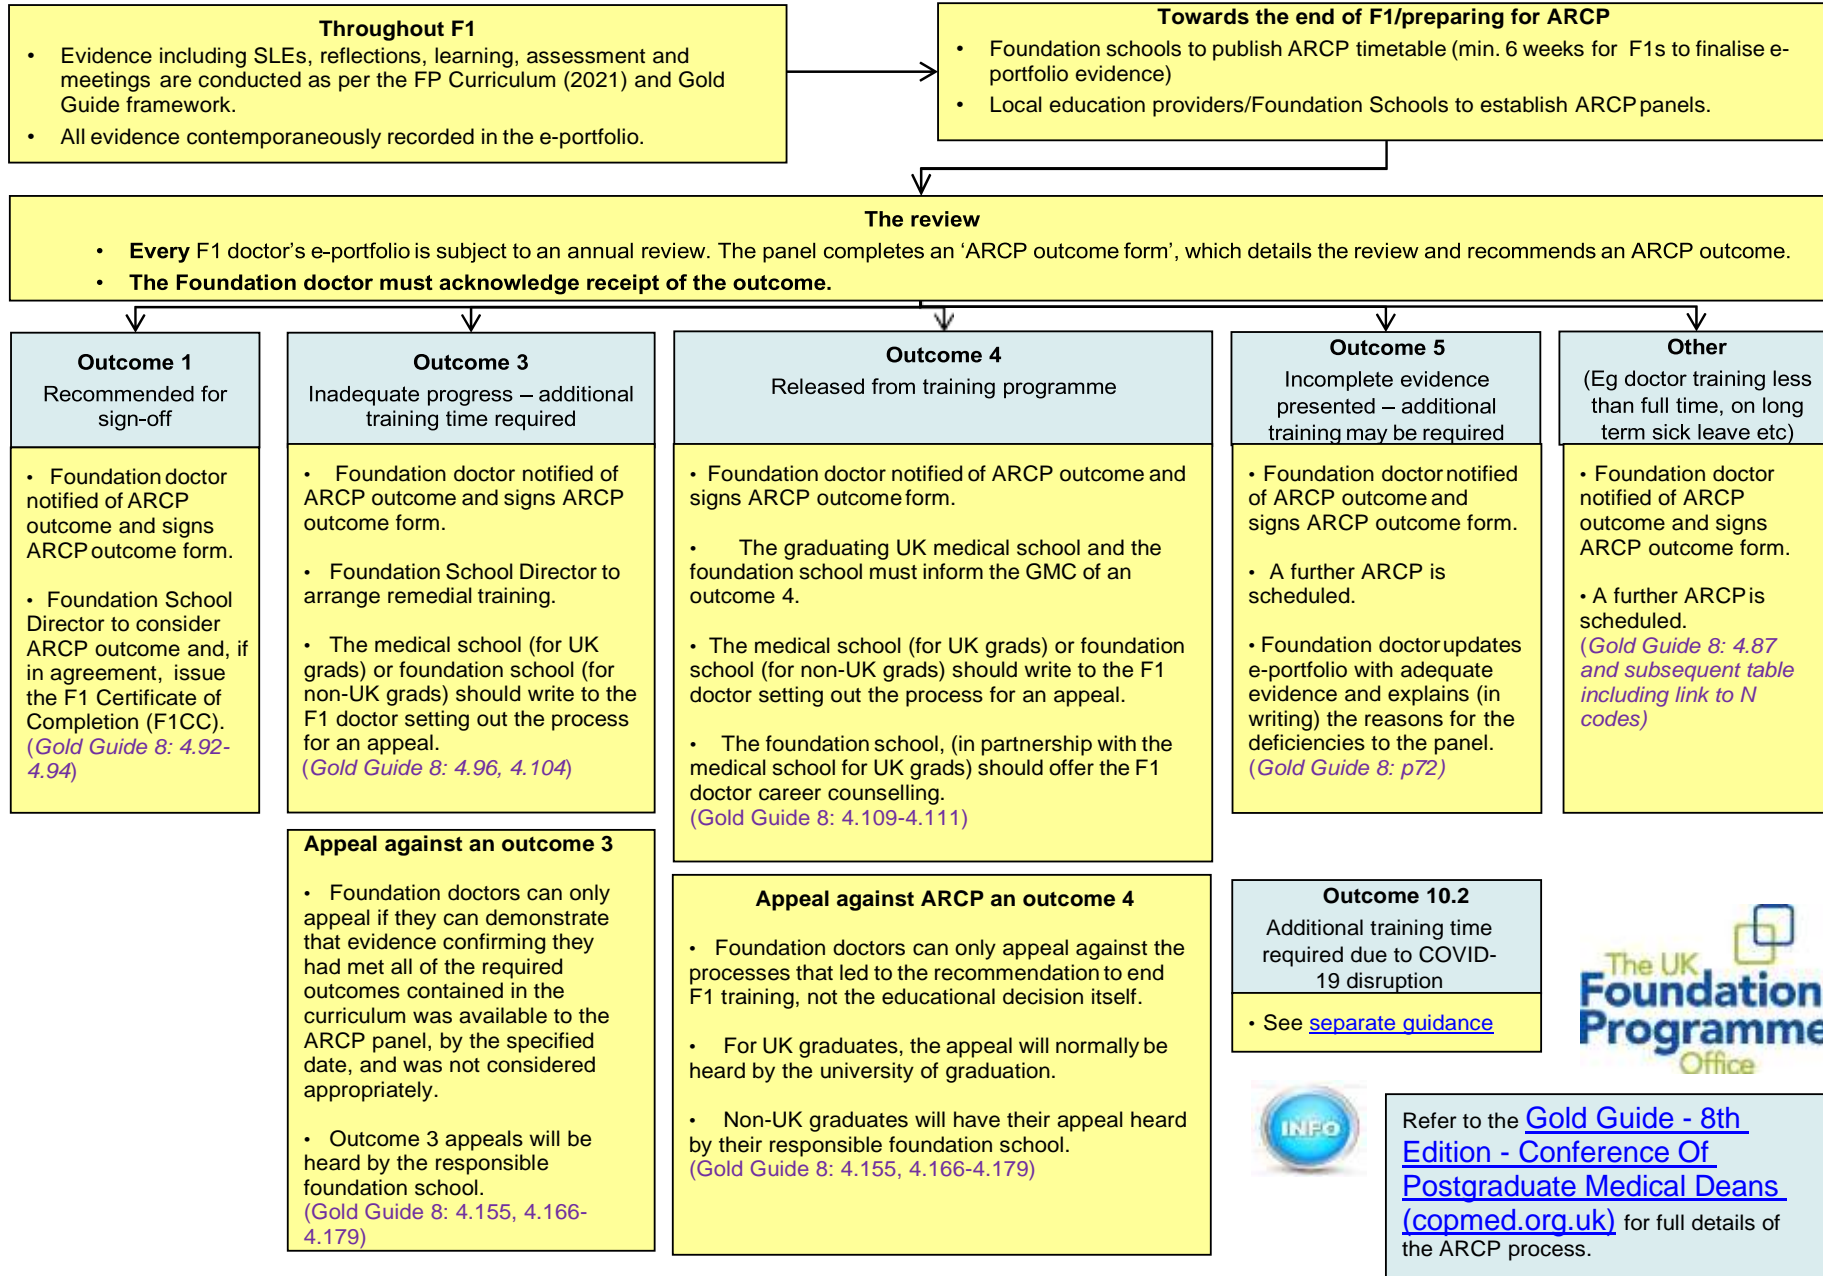 Throughout F1
• Evidence including SLEs, reflections, learning, assessment and
meetings are conducted as per the FP Curriculum (2021) and Gold
Guide framework.
• All evidence contemporaneously recorded in the e-portfolio.
Towards the end of F1/preparing for ARCP
• Foundation schools to publish ARCP timetable (min. 6 weeks for F1s to finalise e-
portfolio evidence)
• Local education providers/Foundation Schools to establish ARCP panels.
The review
• Every F1 doctor's e-portfolio is subject to an annual review. The panel completes an 'ARCP outcome form', which details the review and recommends an ARCP outcome.
• The Foundation doctor must acknowledge receipt of the outcome.
Outcome 1
Recommended for
sign-off
• Foundation doctor
notified of ARCP
outcome and signs
ARCP outcome form.
• Foundation School
Director to consider
ARCP outcome and, if
in agreement, issue
the F1 Certificate of
Completion (F1CC).
(Gold Guide 8: 4.92-
4.94)
Outcome 3
Inadequate progress – additional
training time required
• Foundation doctor notified of
ARCP outcome and signs ARCP
outcome form.
• Foundation School Director to
arrange remedial training.
• The medical school (for UK
grads) or foundation school (for
non-UK grads) should write to the
F1 doctor setting out the process
for an appeal.
(Gold Guide 8: 4.96, 4.104)
Appeal against an outcome 3
• Foundation doctors can only
appeal if they can demonstrate
that evidence confirming they
had met all of the required
outcomes contained in the
curriculum was available to the
ARCP panel, by the specified
date, and was not considered
appropriately.
• Outcome 3 appeals will be
heard by the responsible
foundation school.
(Gold Guide 8: 4.155, 4.166-
4.179)
Outcome 4
Released from training programme
• Foundation doctor notified of ARCP outcome and
signs ARCP outcome form.
• The graduating UK medical school and the
foundation school must inform the GMC of an
outcome 4.
• The medical school (for UK grads) or foundation
school (for non-UK grads) should write to the F1
doctor setting out the process for an appeal.
• The foundation school, (in partnership with the
medical school for UK grads) should offer the F1
doctor career counselling.
(Gold Guide 8: 4.109-4.111)
Appeal against ARCP an outcome 4
• Foundation doctors can only appeal against the
processes that led to the recommendation to end
F1 training, not the educational decision itself.
• For UK graduates, the appeal will normally be
heard by the university of graduation.
• Non-UK graduates will have their appeal heard
by their responsible foundation school.
(Gold Guide 8: 4.155, 4.166-4.179)
Outcome 5
Incomplete evidence
presented – additional
training may be required
• Foundation doctor notified
of ARCP outcome and
signs ARCP outcome form.
• A further ARCP is
scheduled.
• Foundation doctor updates
e-portfolio with adequate
evidence and explains (in
writing) the reasons for the
deficiencies to the panel.
(Gold Guide 8: p72)
Other
(Eg doctor training less
than full time, on long
term sick leave etc)
• Foundation doctor
notified of ARCP
outcome and signs
ARCP outcome form.
• A further ARCP is
scheduled.
(Gold Guide 8: 4.87
and subsequent table
including link to N
codes)
Outcome 10.2
Additional training time
required due to COVID-
19 disruption
• See separate guidance
The UK
Foundation
Programme
Office
INFO
Refer to the Gold Guide - 8th
Edition - Conference Of
Postgraduate Medical Deans
(copmed.org.uk) for full details of
the ARCP process.